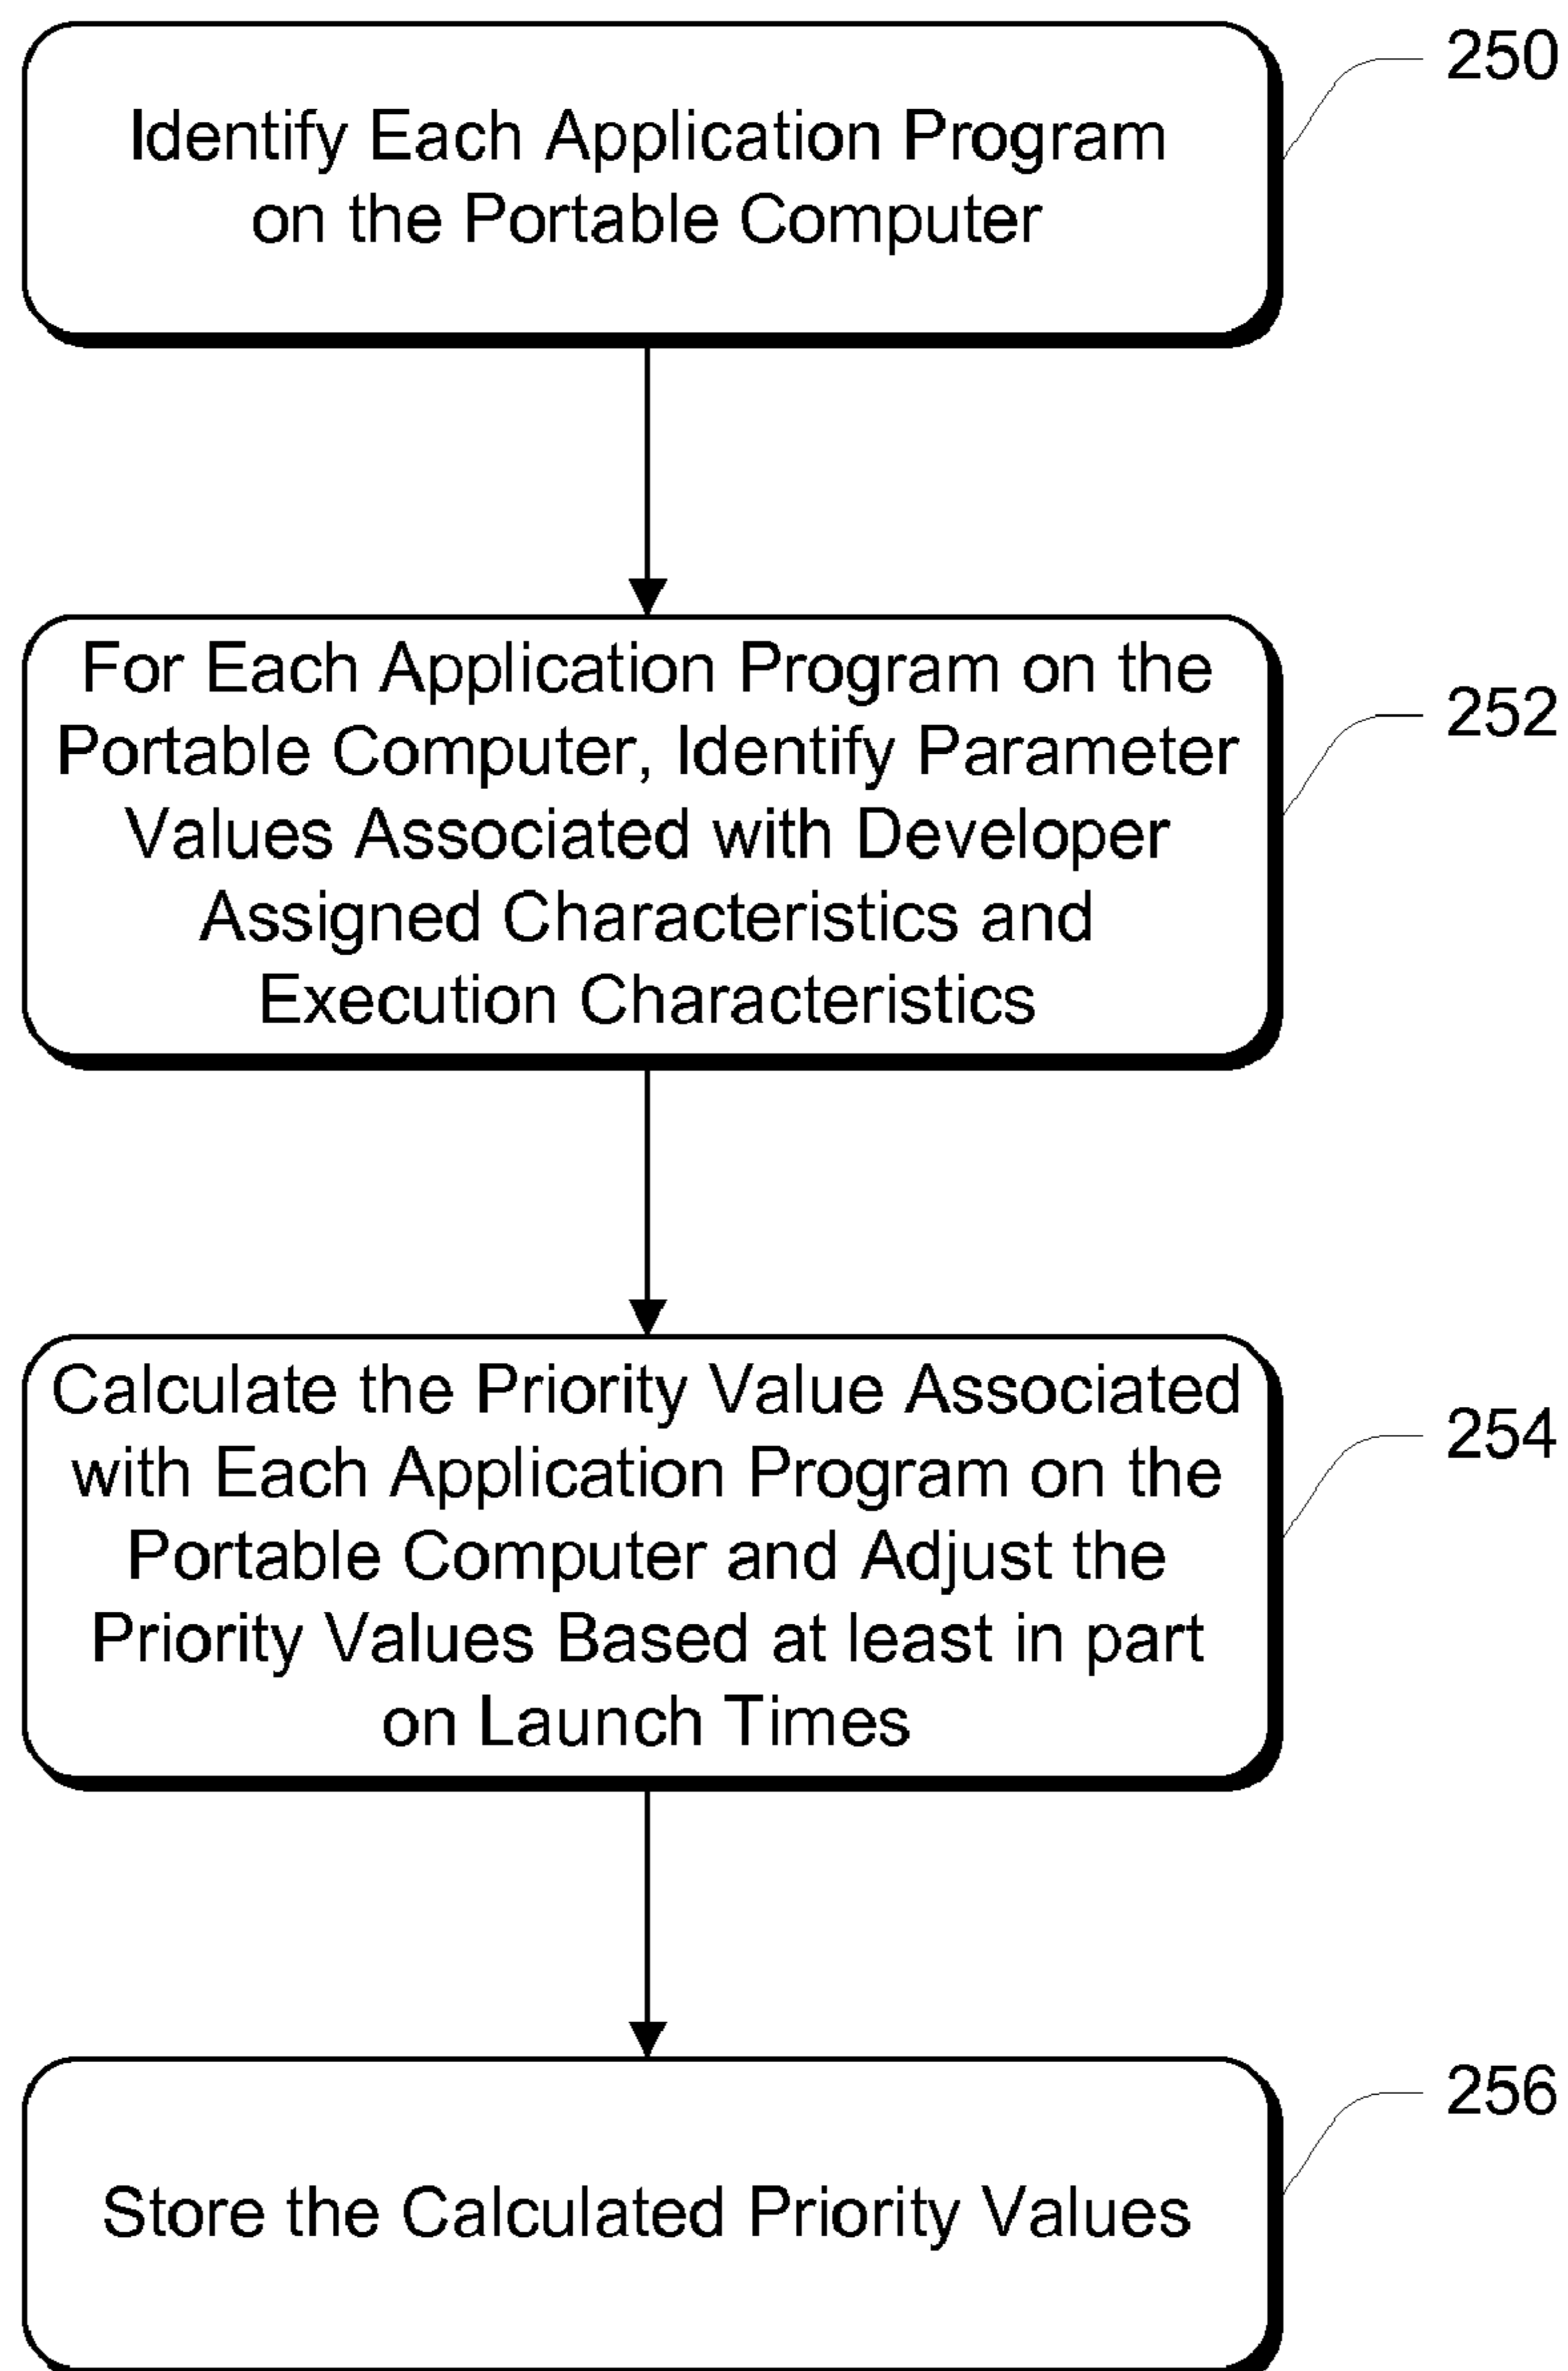 250
Identify Each Application Program
on the Portable Computer
252
For Each Application Program on the
Portable Computer, Identify Parameter
Values Associated with Developer
Assigned Characteristics and
Execution Characteristics
254
Calculate the Priority Value Associated
with Each Application Program on the
Portable Computer and Adjust the
Priority Values Based at least in part
on Launch Times
256
Store the Calculated Priority Values